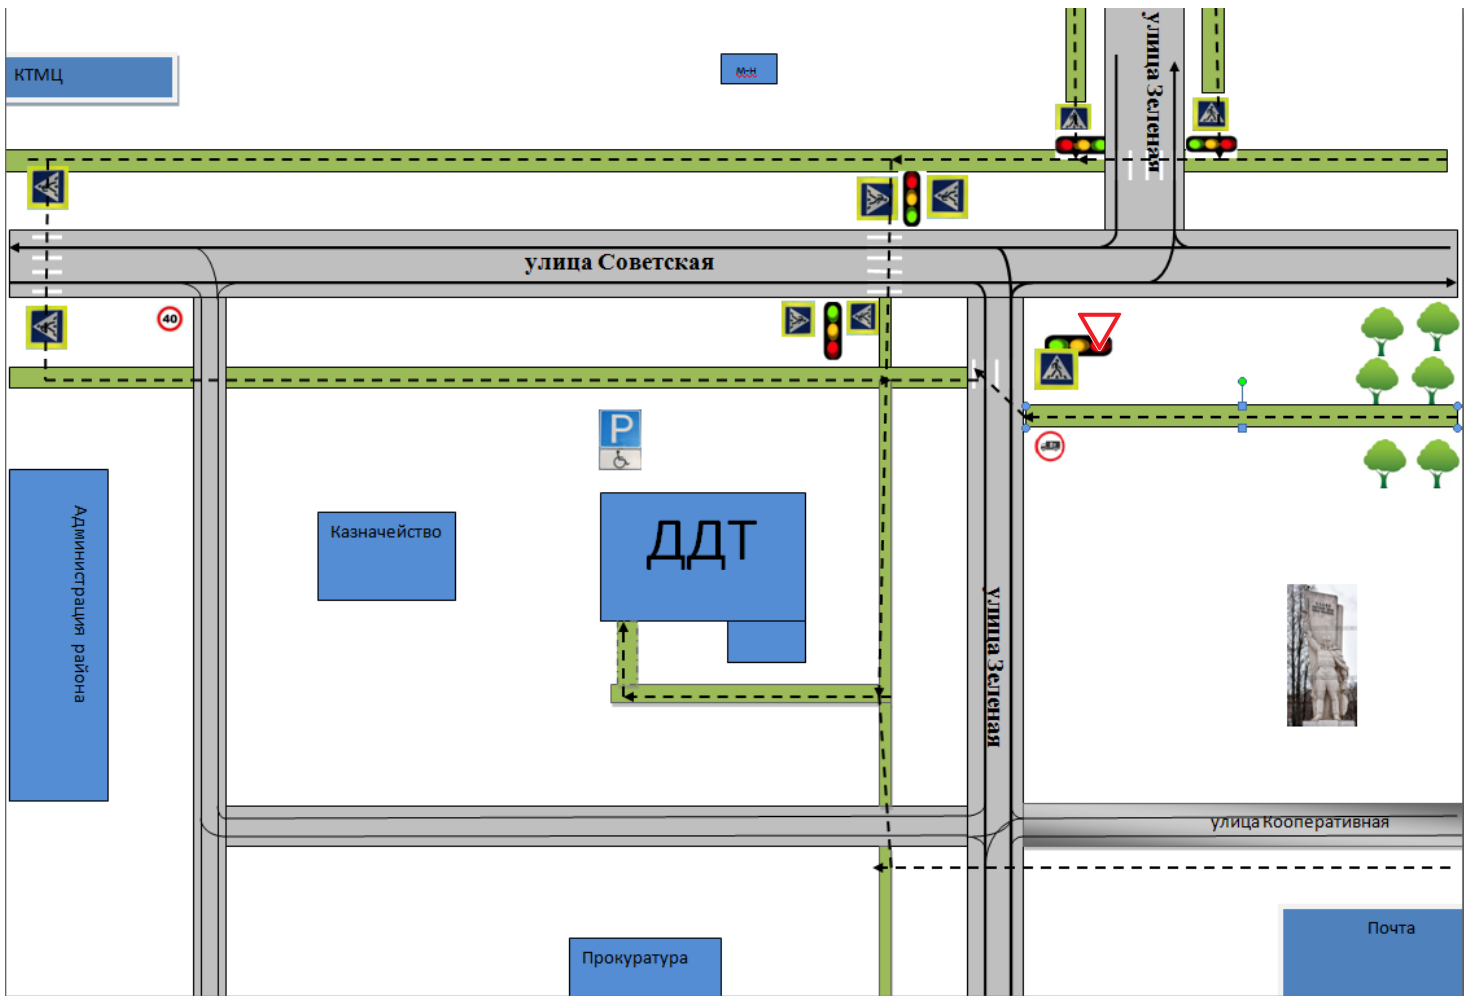 КТМЦ
м-н
улица Зеленая
улица Советская
40
P
ДДТ
Казначейство
Администрация района
улица Зеленая
улица Кооперативная
Почта
Прокуратура